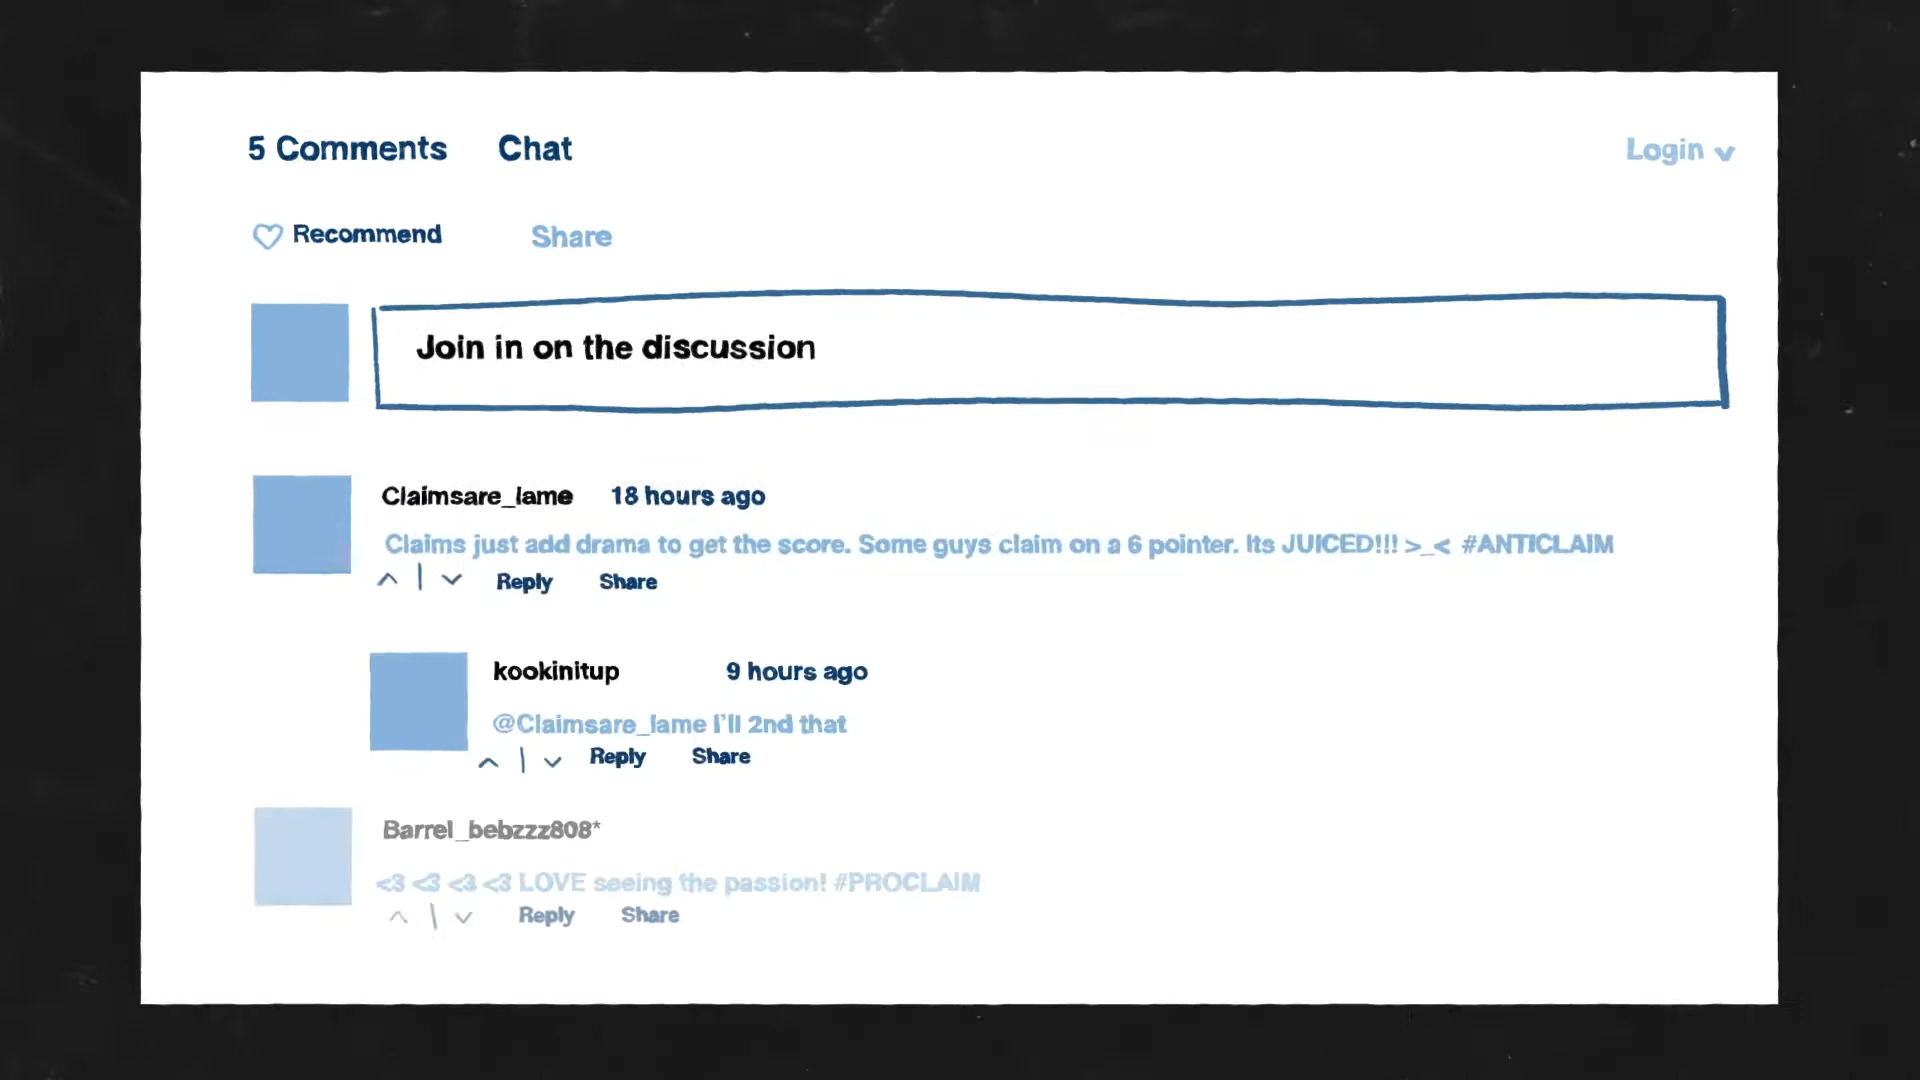 5 Comments Chat Login
Recommend Share
Join in on the discussion
Claimsare_lame 18 hours ago
Claims just add drama to get the score. Some guys claim on a 6 pointer. Its JUICED!!! >_< #ANTICLAIM
Reply Share
kookinitup 9 hours ago
@Claimsare_lame I'll 2nd that
Reply Share
Barrel_bebzzz808*
<3 <3 <3 <3 LOVE seeing the passion! #PROCLAIM
Reply Share